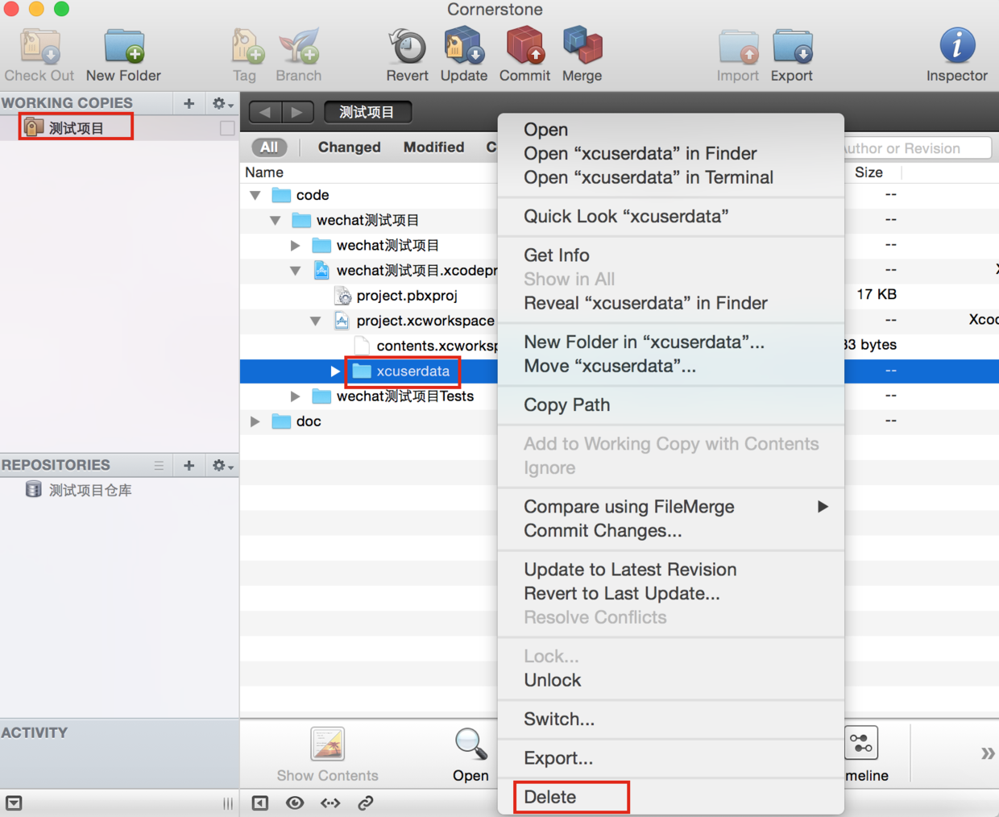 Cornerstone
Check Out
New Folder
Tag
Branch
Revert
Update
Commit
Merge
Import
Export
Inspector
WORKING COPIES
测试项目
测试项目
All
Changed
Modified
C
uthor or Revision
Name
Size
code
--
wechat测试项目
--
wechat测试项目
--
wechat测试项目.xcodepr
--
project.pbxproj
17 KB
project.xcworkspace
--
Xcoc
contents.xcworksp
33 bytes
xcuserdata
--
wechat测试项目Tests
--
doc
--
Open
Open “xcuserdata” in Finder
Open “xcuserdata” in Terminal
Quick Look “xcuserdata”
Get Info
Show in All
Reveal “xcuserdata” in Finder
New Folder in “xcuserdata”...
Move “xcuserdata”...
Copy Path
Add to Working Copy with Contents
Ignore
Compare using FileMerge
Commit Changes...
Update to Latest Revision
Revert to Last Update...
Resolve Conflicts
Lock...
Unlock
Switch...
Export...
Delete
REPOSITORIES
测试项目仓库
ACTIVITY
Show Contents
Open
meline